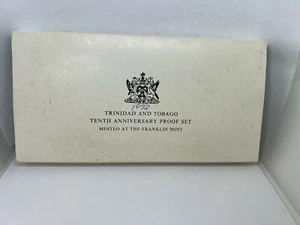 1972
TRINIDAD AND TOBAGO
TENTH ANNIVERSARY PROOF SET
MINTED AT THE FRANKLIN MINT